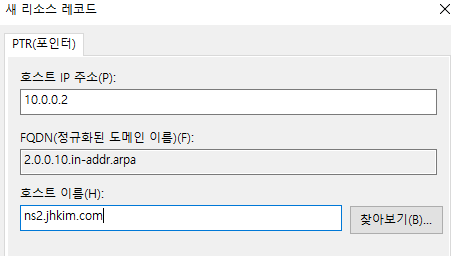 새 리소스 레코드
PTR(포인터)
호스트 IP 주소(P):
10.0.0.2
FQDN(정규화된 도메인 이름)(F):
2.0.0.10.in-addr.arpa
호스트 이름(H):
ns2.jhkim.com
찾아보기(B)...